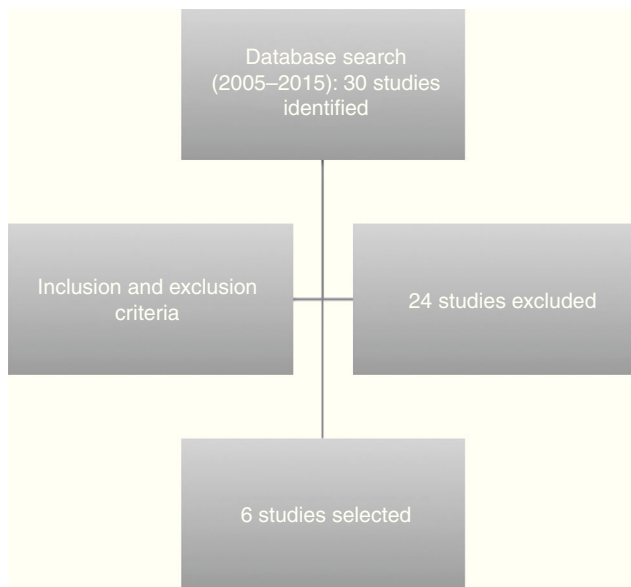 Database search
(2005–2015): 30 studies
identified
Inclusion and exclusion
criteria
24 studies excluded
6 studies selected